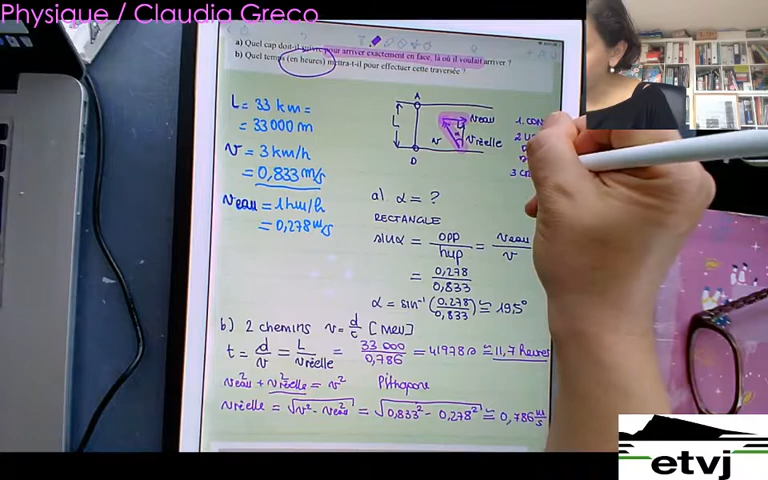 Physique / Claudia Greco
a) Quel cap doit-il suivre pour arriver exactement en face, là où il voulait arriver ?
b) Quel temps (en heures) mettra-t-il pour effectuer cette traversée ?
L = 33 km =
= 33 000 m
v = 3 km/h
= 0,833 m/s
veau = 1 km/h
= 0,278 m/s
A
L
veau
α
v
vréelle
D
1. CON
2 U
3 C
a) α = ?
RECTANGLE
sin α = opp / hyp = veau / v
= 0,278 / 0,833
α = sin⁻¹ (0,278 / 0,833) ≅ 19,5°
b) 2 chemins v = d/t [MRU]
t = d/v = L/vréelle = 33 000 / 0,786 = 41978 s ≅ 11,7 heures
veau² + vréelle² = v² Pithagore
vréelle = √v² - veau² = √0,833² - 0,278² ≅ 0,786 m/s
etvj